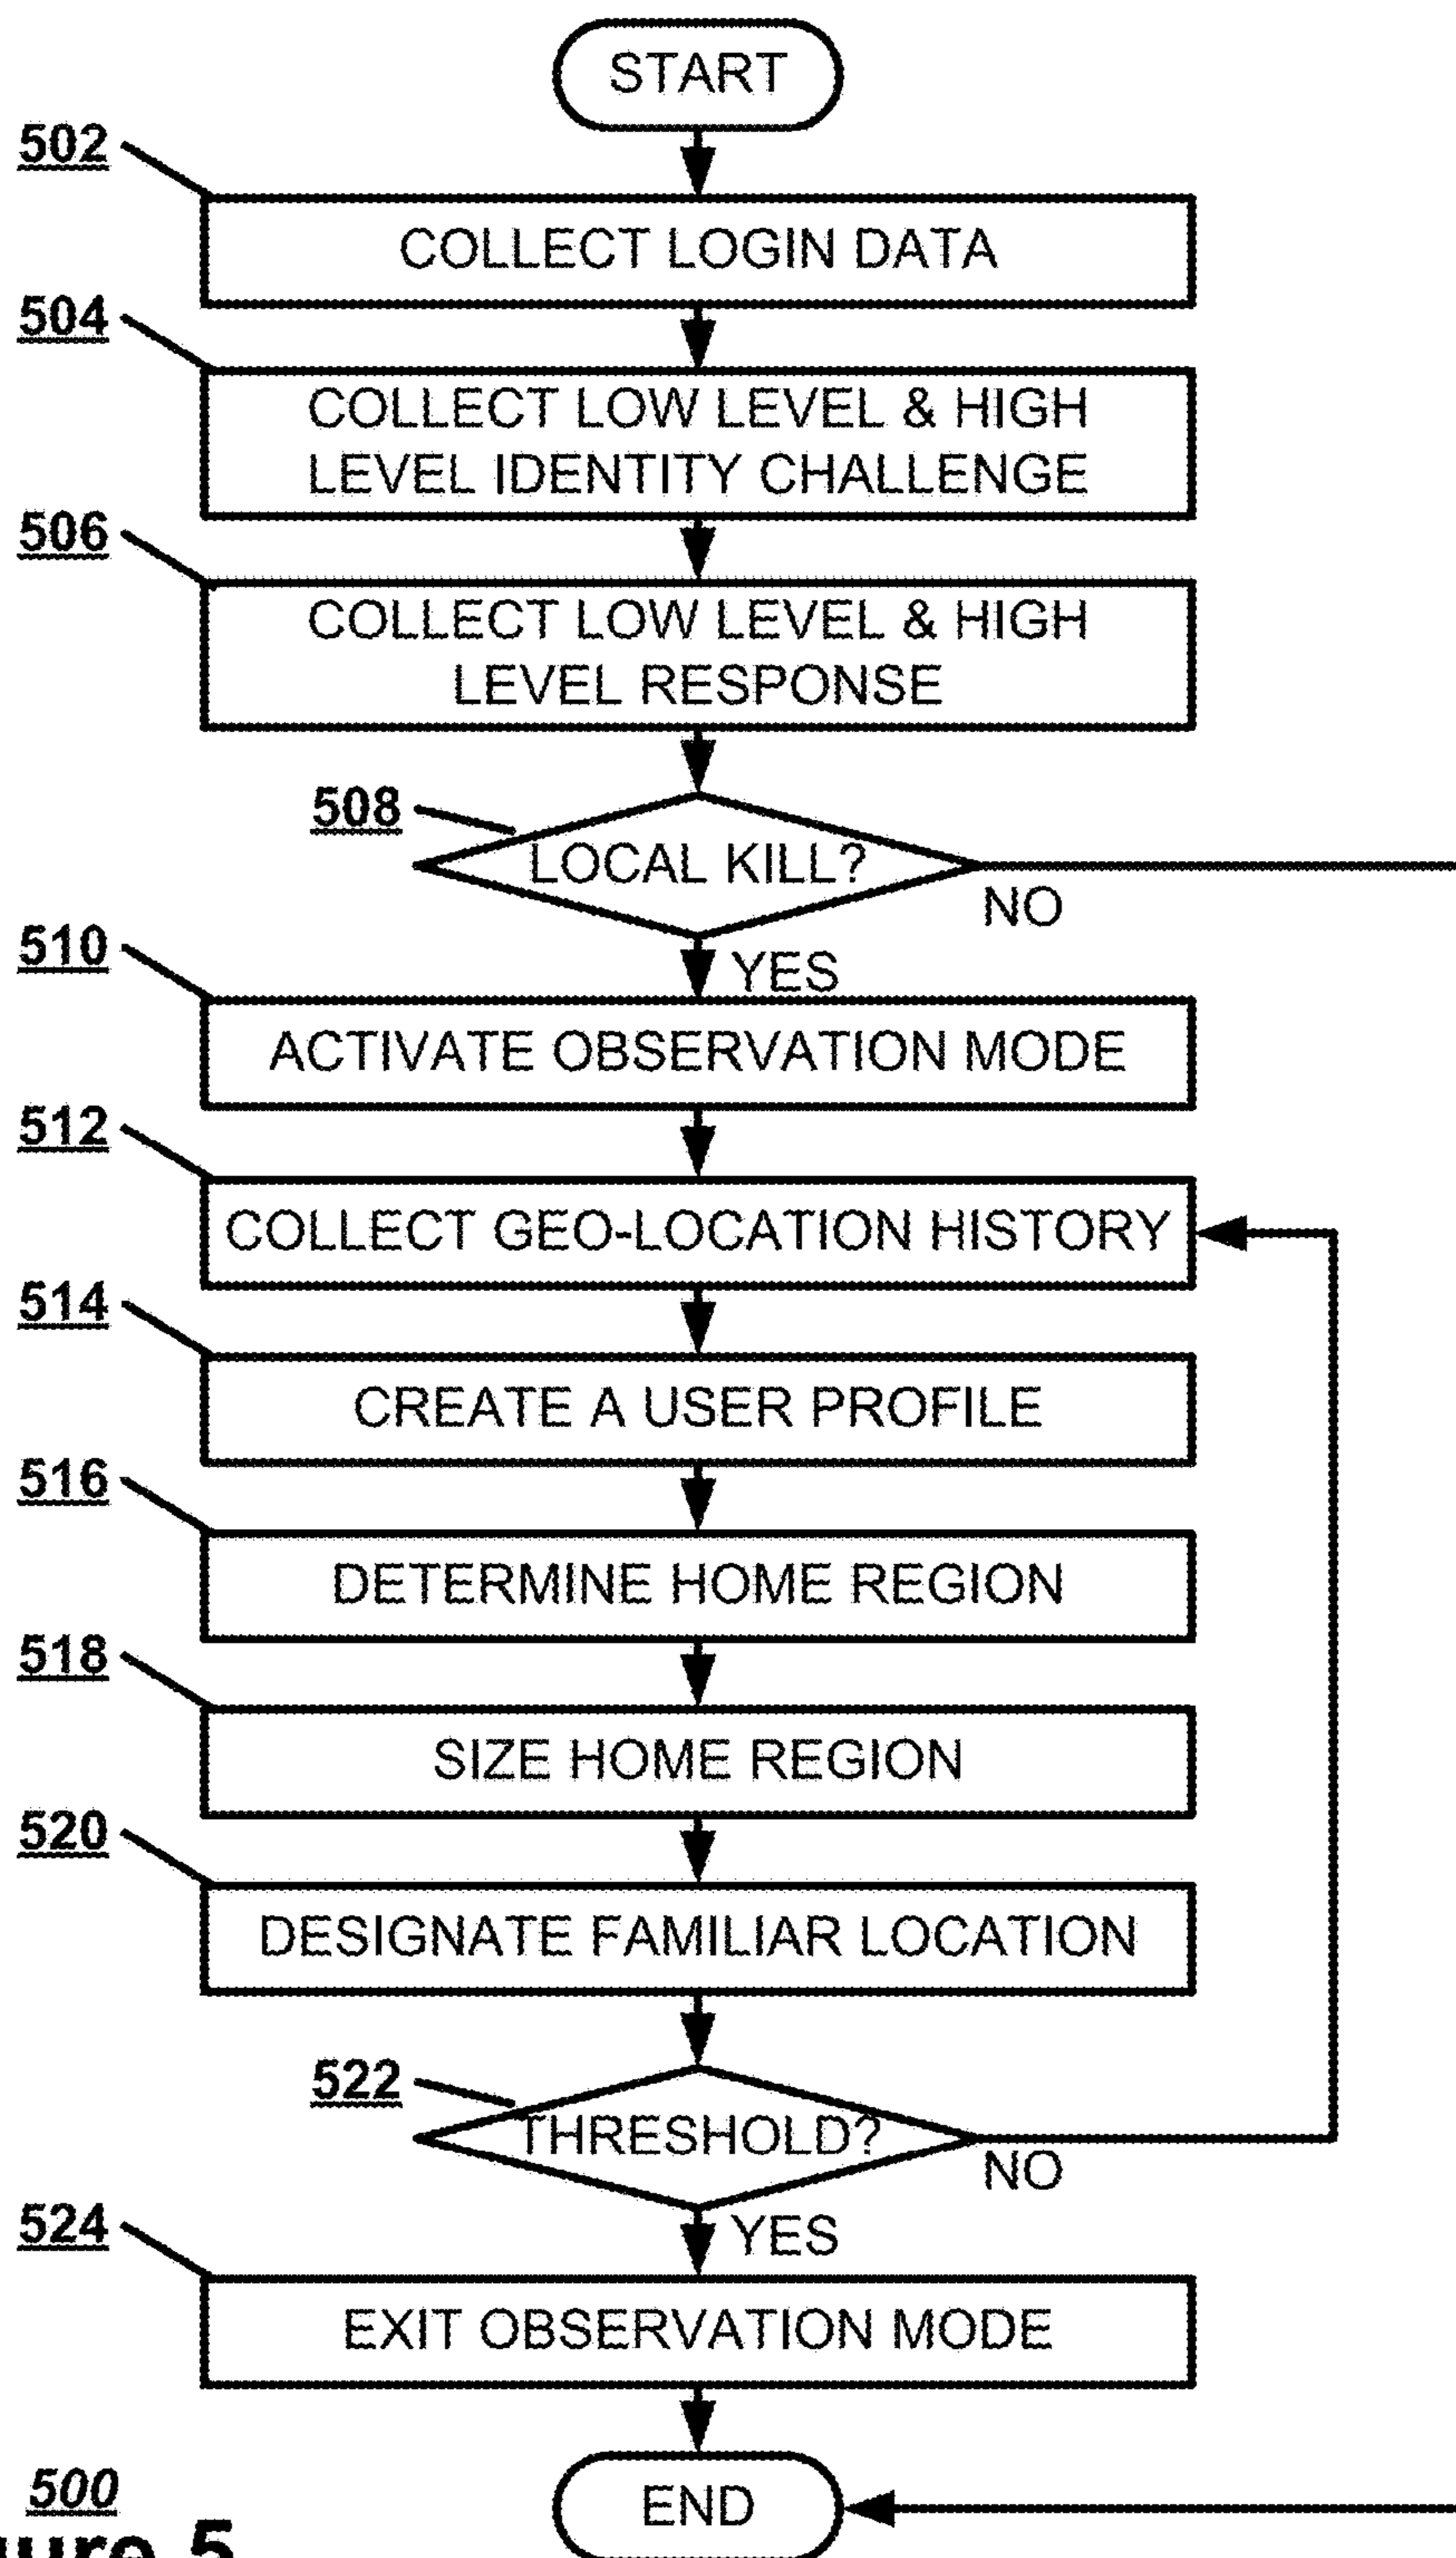 START
502
COLLECT LOGIN DATA
504
COLLECT LOW LEVEL & HIGH
LEVEL IDENTITY CHALLENGE
506
COLLECT LOW LEVEL & HIGH
LEVEL RESPONSE
508
LOCAL KILL?
NO
YES
510
ACTIVATE OBSERVATION MODE
512
COLLECT GEO-LOCATION HISTORY
514
CREATE A USER PROFILE
516
DETERMINE HOME REGION
518
SIZE HOME REGION
520
DESIGNATE FAMILIAR LOCATION
522
THRESHOLD?
NO
YES
524
EXIT OBSERVATION MODE
END
500
5